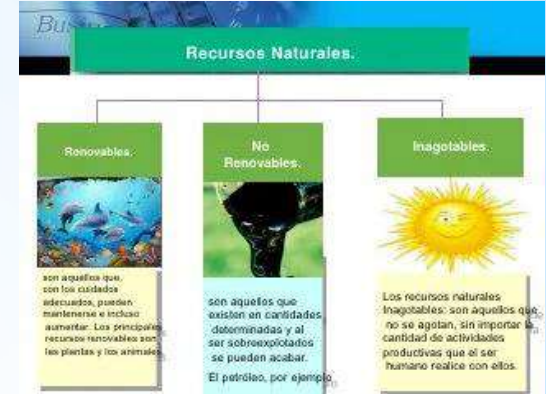 Bus
Recursos Naturales.
Renovables.
No
Renovables.
Inagotables.
son aquellos que,
con los cuidados
adecuados, pueden
mantenerse e incluso
aumentar. Los principales
recursos renovables son
las plantas y los animales.
son aquellos que
existen en cantidades
determinadas y al
ser sobreexplotados
se pueden acabar.
El petróleo, por ejemplo
Los recursos naturales
Inagotables: son aquellos que
no se agotan, sin importar la
cantidad de actividades
productivas que el ser
humano realice con ellos.